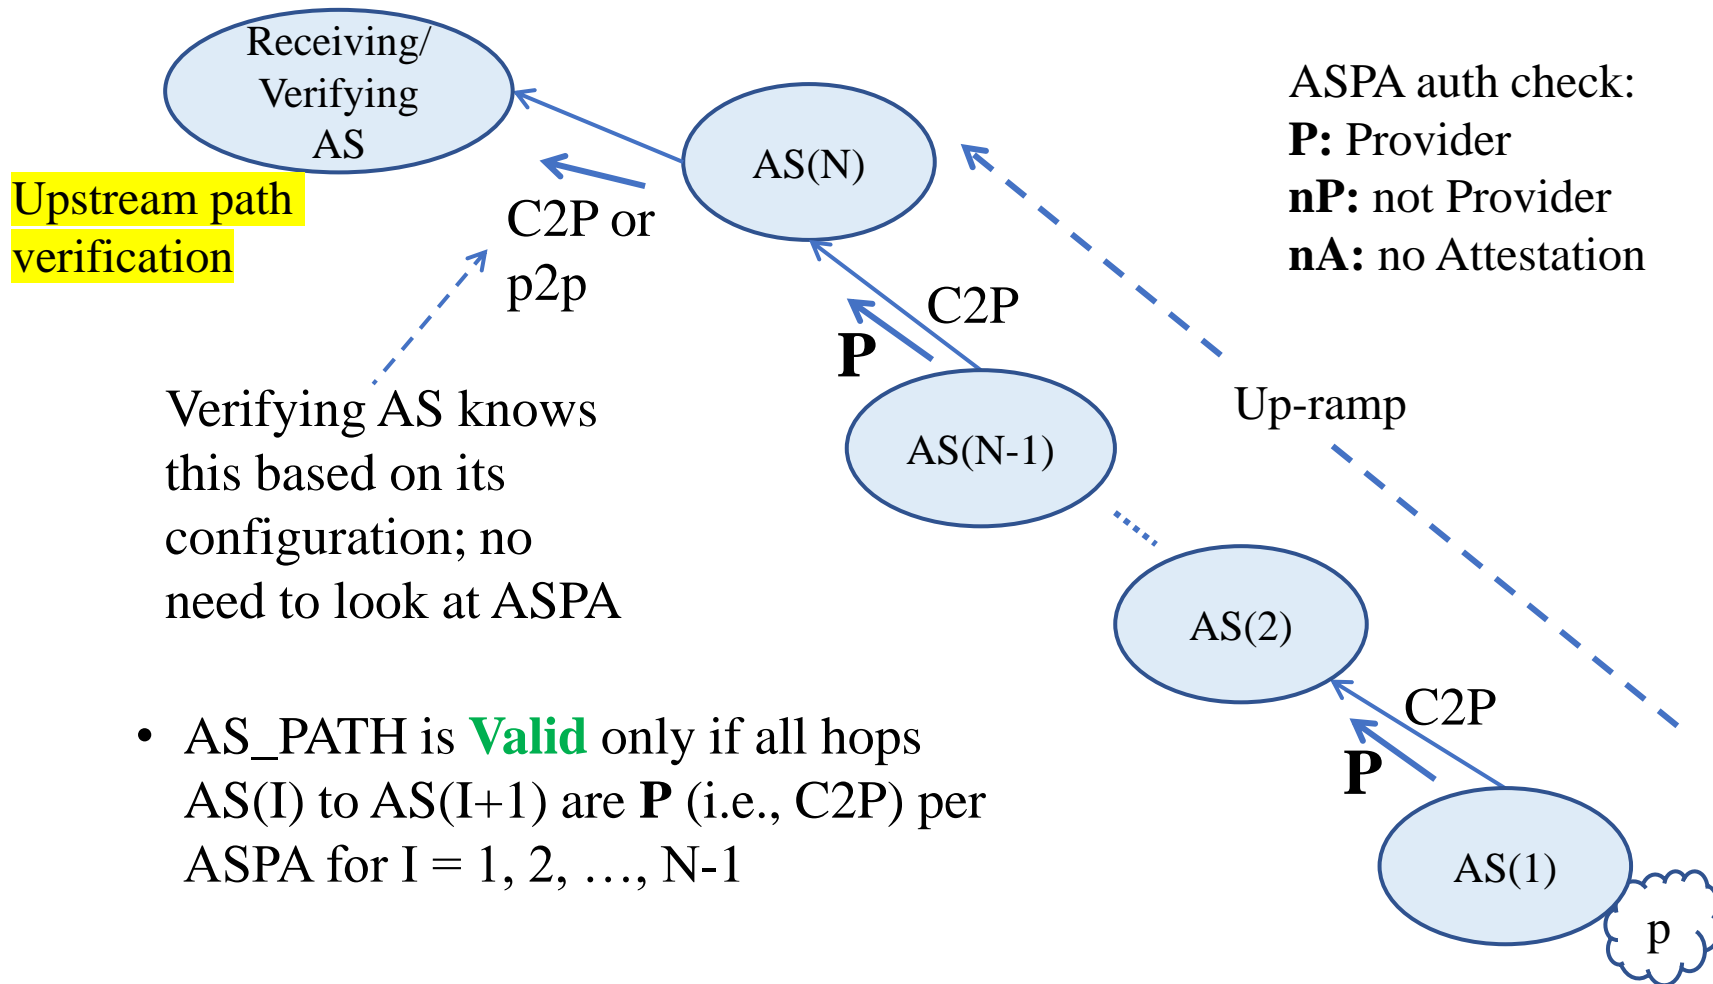 Receiving/
Verifying
AS
Upstream path
verification
AS(N)
ASPA auth check:
P: Provider
nP: not Provider
nA: no Attestation
C2P or
p2p
C2P
P
Verifying AS knows
this based on its
configuration; no
need to look at ASPA
AS(N-1)
Up-ramp
AS(2)
C2P
P
• AS_PATH is Valid only if all hops
AS(I) to AS(I+1) are P (i.e., C2P) per
ASPA for I = 1, 2, …, N-1
AS(1)
p